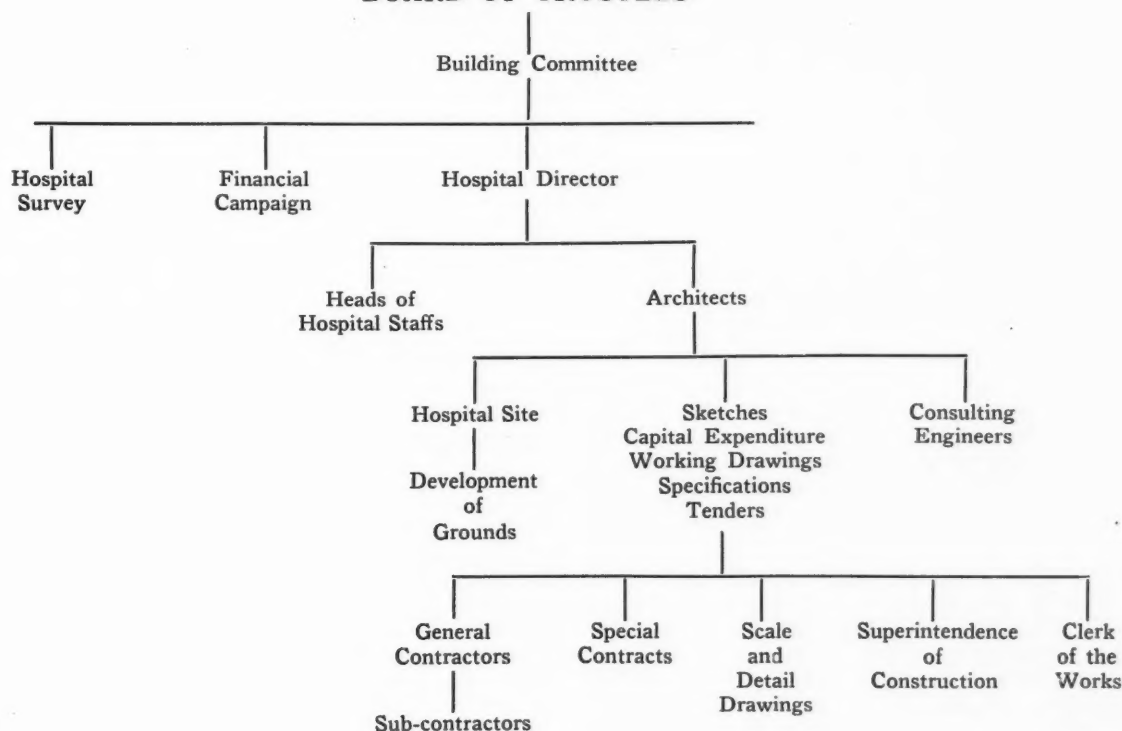 Building Committee
Hospital
Survey
Financial
Campaign
Hospital Director
Heads of
Hospital Staffs
Architects
Hospital Site
Development
of
Grounds
Sketches
Capital Expenditure
Working Drawings
Specifications
Tenders
Consulting
Engineers
General
Contractors
Sub-contractors
Special
Contracts
Scale
and
Detail
Drawings
Superintendence
of
Construction
Clerk
of the
Works